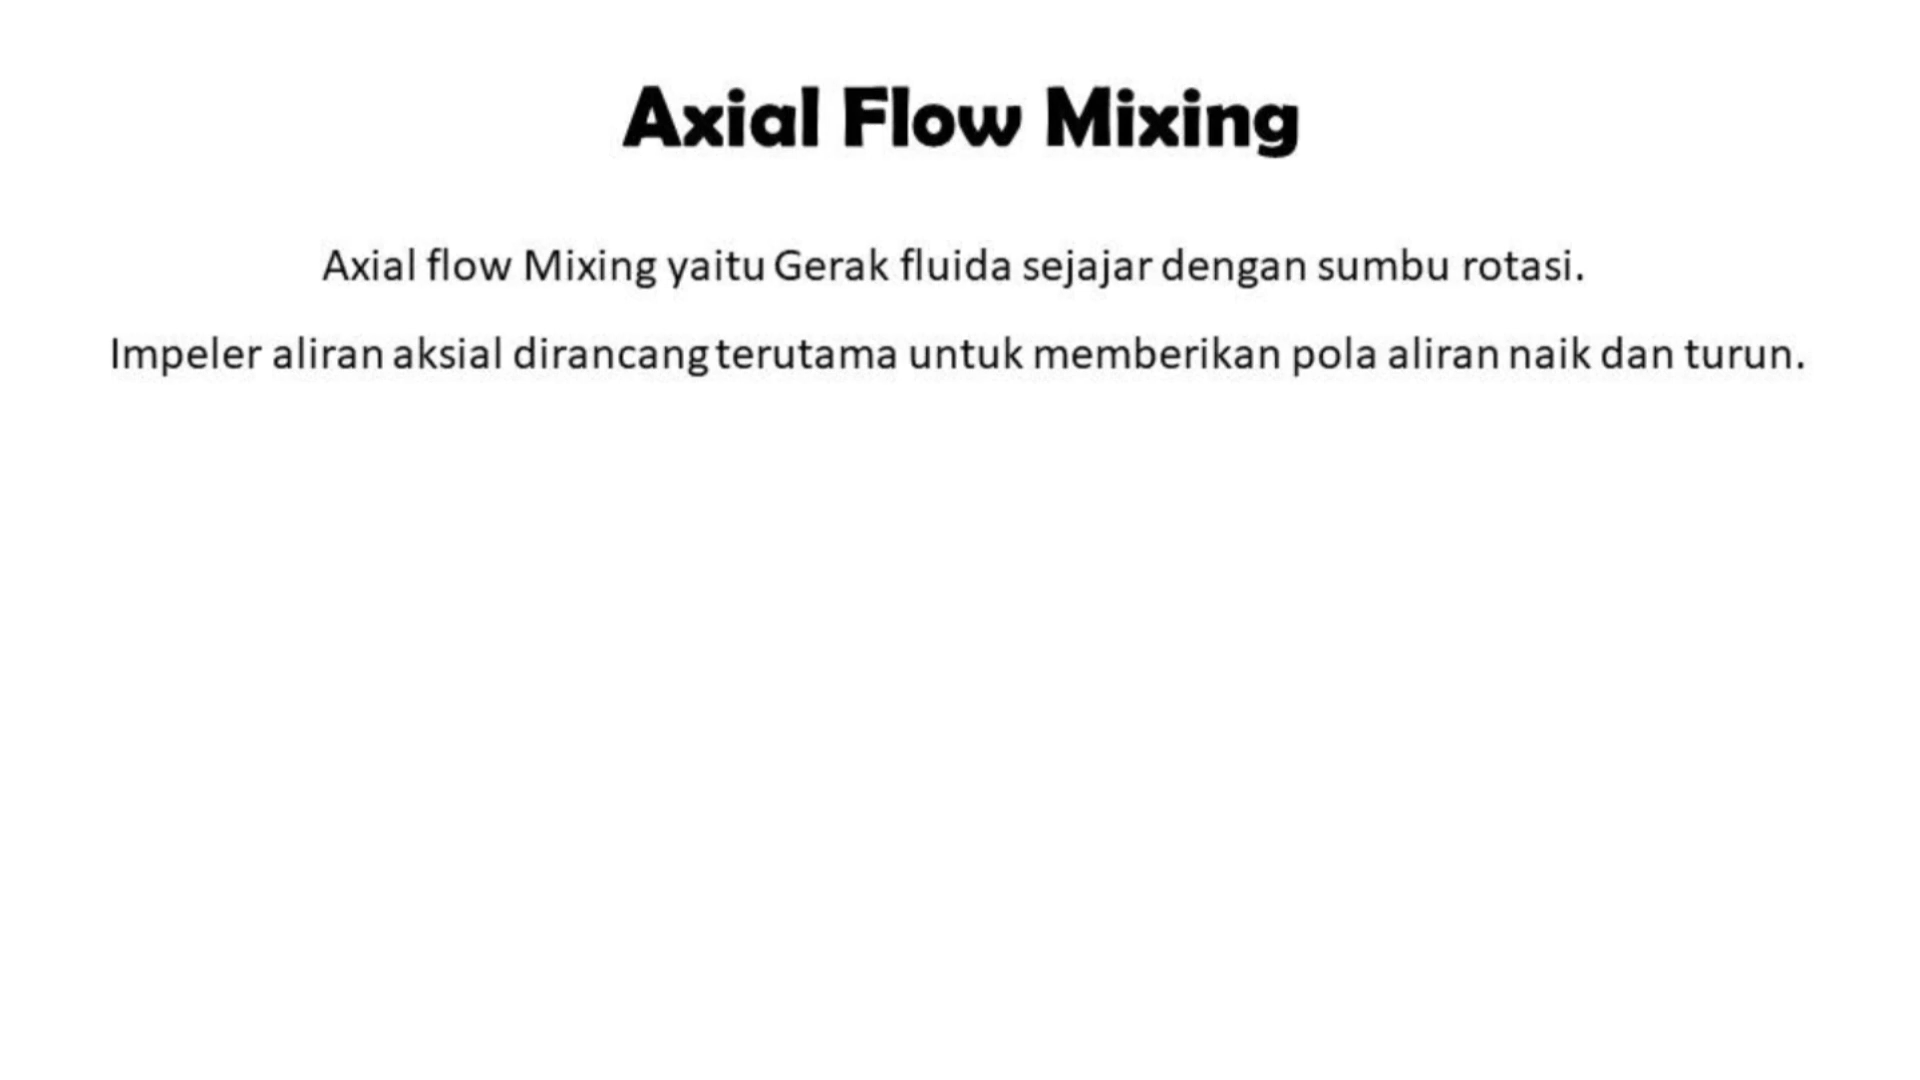 Axial Flow Mixing
Axial flow Mixing yaitu Gerak fluida sejajar dengan sumbu rotasi.
Impeler aliran aksial dirancang terutama untuk memberikan pola aliran naik dan turun.